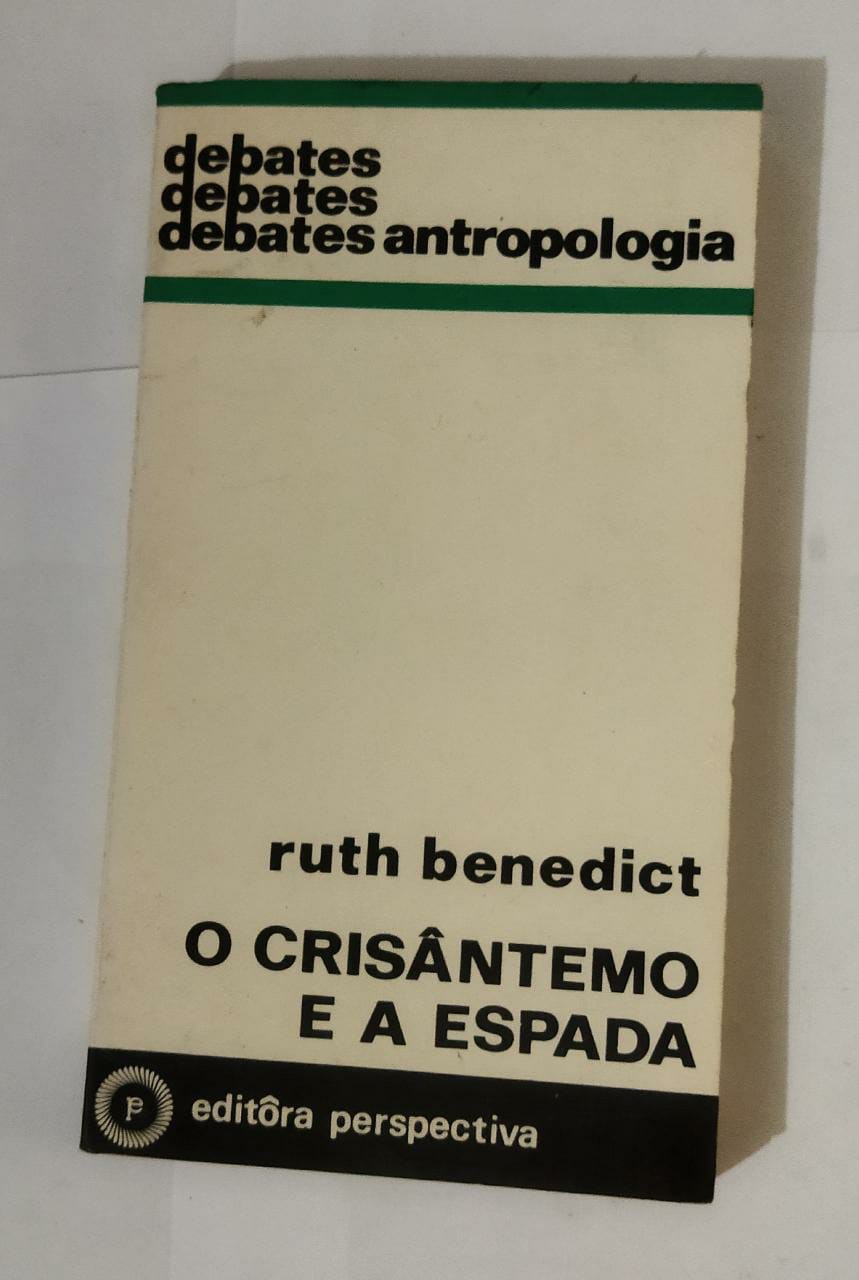 debates
debates
debates antropologia
ruth benedict
O CRISÂNTEMO
E A ESPADA
editôra perspectiva